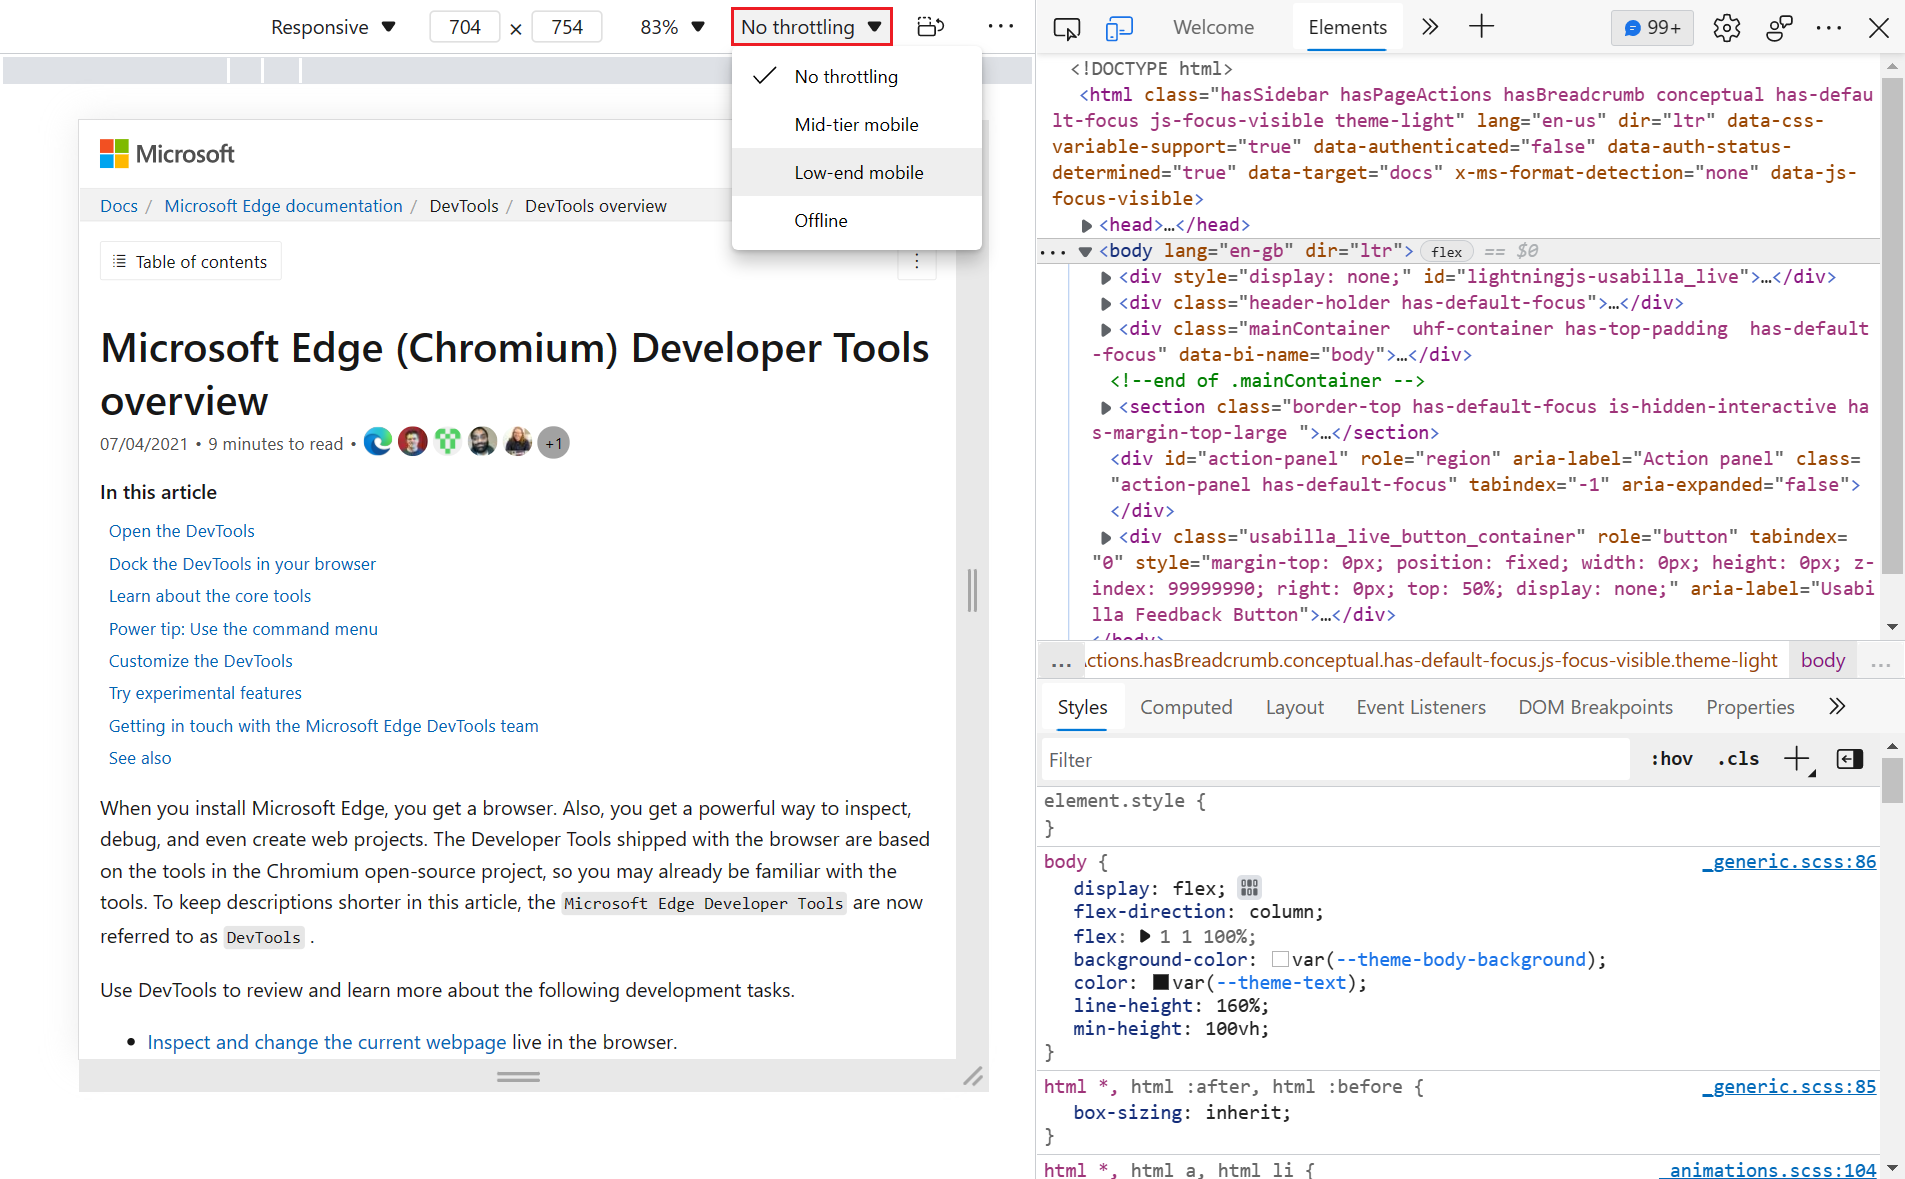 Responsive 704 × 754 83% No throttling
No throttling
Mid-tier mobile
Low-end mobile
Offline
Microsoft
Docs / Microsoft Edge documentation / DevTools / DevTools overview
Table of contents
Microsoft Edge (Chromium) Developer Tools
overview
07/04/2021 • 9 minutes to read • +1
In this article
Open the DevTools
Dock the DevTools in your browser
Learn about the core tools
Power tip: Use the command menu
Customize the DevTools
Try experimental features
Getting in touch with the Microsoft Edge DevTools team
See also
When you install Microsoft Edge, you get a browser. Also, you get a powerful way to inspect,
debug, and even create web projects. The Developer Tools shipped with the browser are based
on the tools in the Chromium open-source project, so you may already be familiar with the
tools. To keep descriptions shorter in this article, the Microsoft Edge Developer Tools are now
referred to as DevTools .
Use DevTools to review and learn more about the following development tasks.
• Inspect and change the current webpage live in the browser.
Welcome Elements 99+
<!DOCTYPE html>
<html class="hasSidebar hasPageActions hasBreadcrumb conceptual has-defau
lt-focus js-focus-visible theme-light" lang="en-us" dir="ltr" data-css-
variable-support="true" data-authenticated="false" data-auth-status-
determined="true" data-target="docs" x-ms-format-detection="none" data-js-
focus-visible>
<head>…</head>
<body lang="en-gb" dir="ltr"> flex == $0
<div style="display: none;" id="lightningjs-usabilla_live">…</div>
<div class="header-holder has-default-focus">…</div>
<div class="mainContainer  uhf-container has-top-padding  has-default
-focus" data-bi-name="body">…</div>
<!--end of .mainContainer -->
<section class="border-top has-default-focus is-hidden-interactive ha
s-margin-top-large ">…</section>
<div id="action-panel" role="region" aria-label="Action panel" class=
"action-panel has-default-focus" tabindex="-1" aria-expanded="false">
</div>
<div class="usabilla_live_button_container" role="button" tabindex=
"0" style="margin-top: 0px; position: fixed; width: 0px; height: 0px; z-
index: 99999990; right: 0px; top: 50%; display: none;" aria-label="Usabi
lla Feedback Button">…</div>
</body>
... ctions.hasBreadcrumb.conceptual.has-default-focus.js-focus-visible.theme-light body ...
Styles Computed Layout Event Listeners DOM Breakpoints Properties
Filter :hov .cls
element.style {
}
body { _generic.scss:86
display: flex;
flex-direction: column;
flex: 1 1 100%;
background-color: var(--theme-body-background);
color: var(--theme-text);
line-height: 160%;
min-height: 100vh;
}
html *, html :after, html :before { _generic.scss:85
box-sizing: inherit;
}
html *, html a, html li { _animations.scss:104